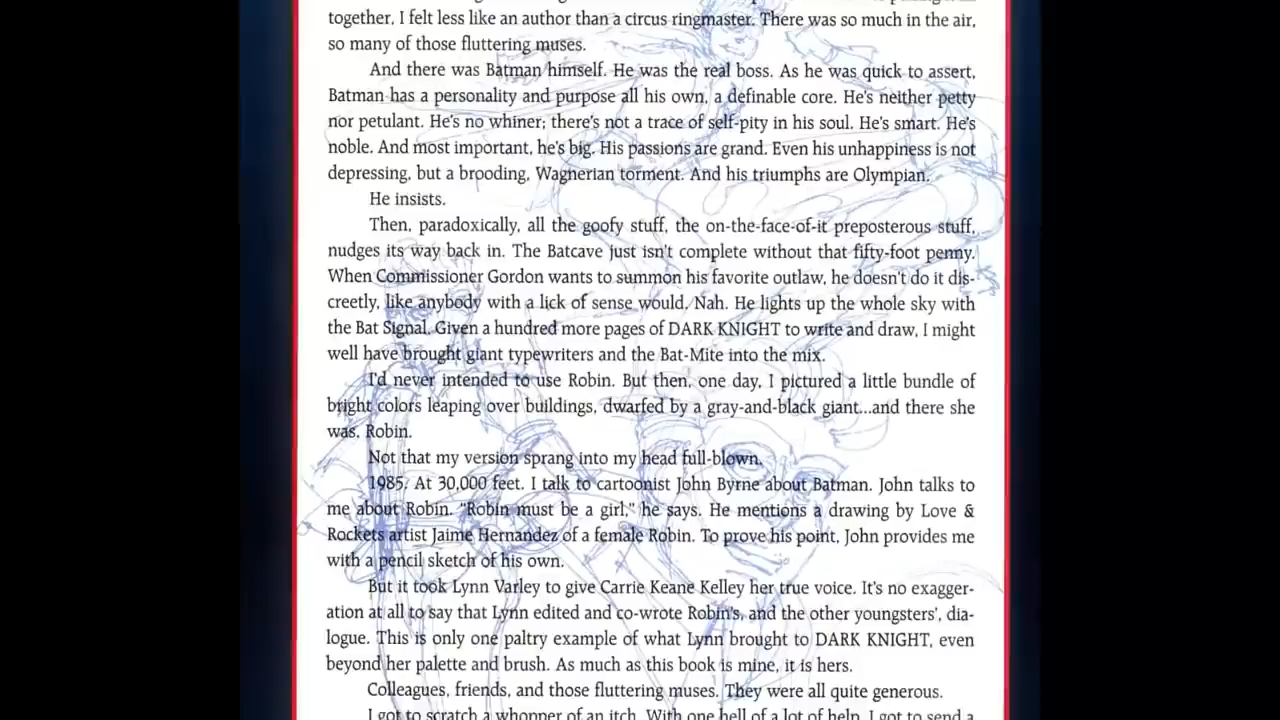 together, I felt less like an author than a circus ringmaster. There was so much in the air,
so many of those fluttering muses.
And there was Batman himself. He was the real boss. As he was quick to assert,
Batman has a personality and purpose all his own, a definable core. He's neither petty
nor petulant. He's no whiner; there's not a trace of self-pity in his soul. He's smart. He's
noble. And most important, he's big. His passions are grand. Even his unhappiness is not
depressing, but a brooding, Wagnerian torment. And his triumphs are Olympian.
He insists.
Then, paradoxically, all the goofy stuff, the on-the-face-of-it preposterous stuff,
nudges its way back in. The Batcave just isn't complete without that fifty-foot penny.
When Commissioner Gordon wants to summon his favorite outlaw, he doesn't do it dis-
creetly, like anybody with a lick of sense would. Nah. He lights up the whole sky with
the Bat Signal. Given a hundred more pages of DARK KNIGHT to write and draw, I might
well have brought giant typewriters and the Bat-Mite into the mix.
I'd never intended to use Robin. But then, one day, I pictured a little bundle of
bright colors leaping over buildings, dwarfed by a gray-and-black giant...and there she
was. Robin.
Not that my version sprang into my head full-blown.
1985. At 30,000 feet. I talk to cartoonist John Byrne about Batman. John talks to
me about Robin. "Robin must be a girl," he says. He mentions a drawing by Love &
Rockets artist Jaime Hernandez of a female Robin. To prove his point, John provides me
with a pencil sketch of his own.
But it took Lynn Varley to give Carrie Keane Kelley her true voice. It's no exagger-
ation at all to say that Lynn edited and co-wrote Robin's, and the other youngsters', dia-
logue. This is only one paltry example of what Lynn brought to DARK KNIGHT, even
beyond her palette and brush. As much as this book is mine, it is hers.
Colleagues, friends, and those fluttering muses. They were all quite generous.
I got to scratch a whopper of an itch. With one hell of a lot of help, I got to send a